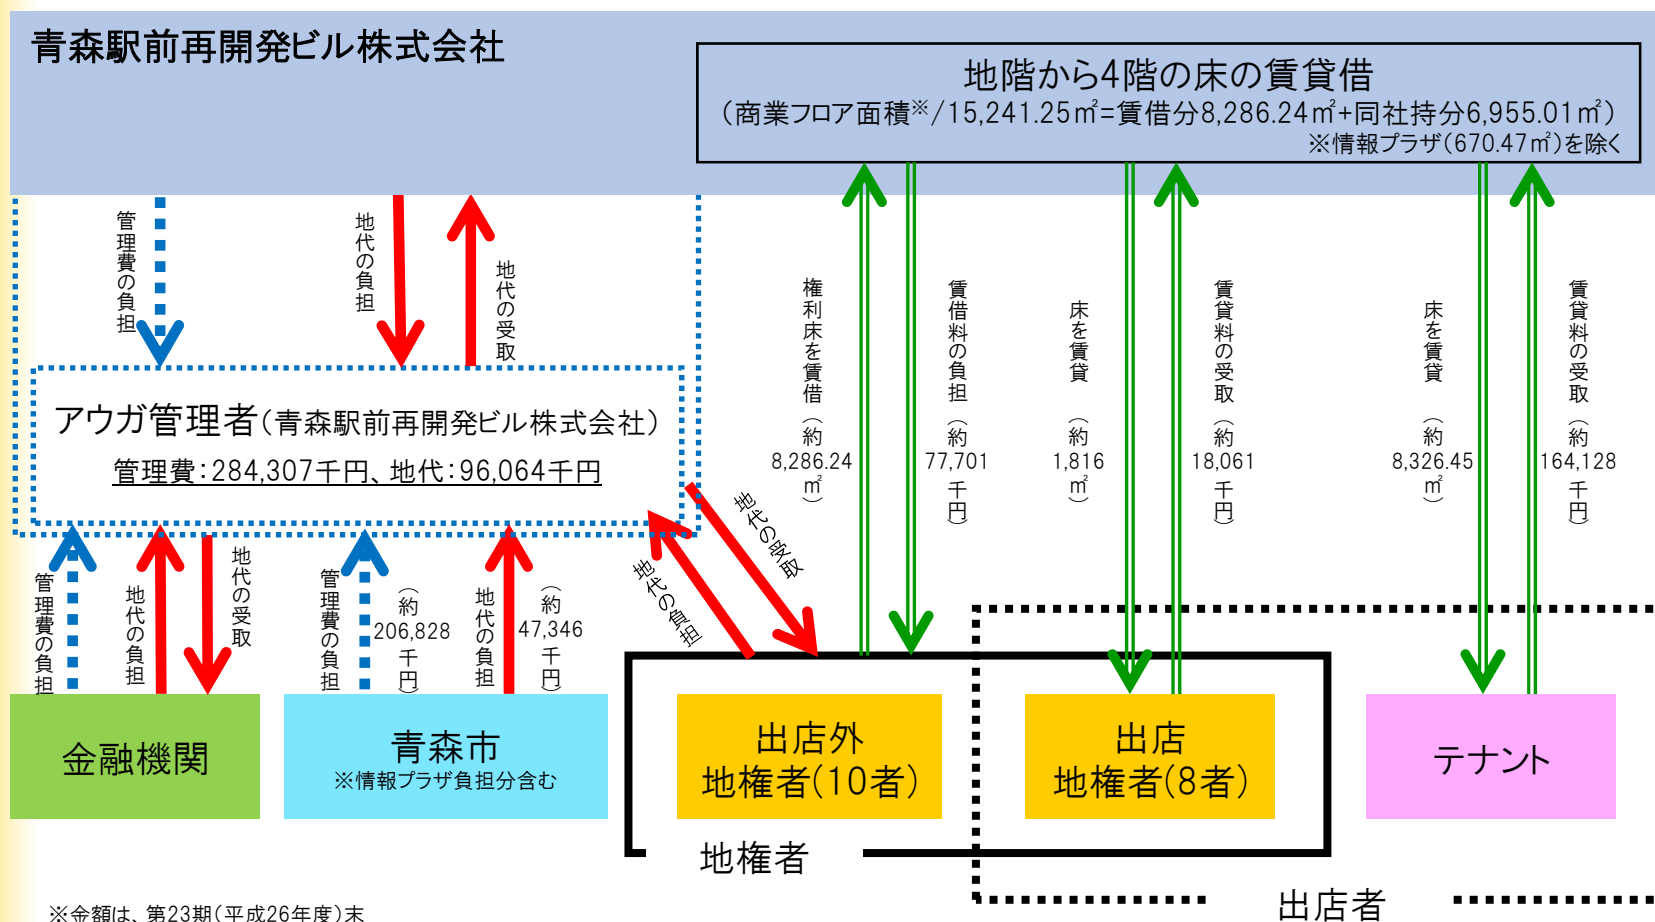 青森駅前再開発ビル株式会社
地階から4階の床の賃貸借
（商業フロア面積※/15,241.25㎡=賃借分8,286.24㎡+同社持分6,955.01㎡）
※情報プラザ(670.47㎡)を除く
管理費の負担
地代の負担
地代の受取
権利床を賃借（約8,286.24㎡）
賃借料の負担（約77,701千円）
床を賃貸（約1,816㎡）
賃貸料の受取（約18,061千円）
床を賃貸（約8,326.45㎡）
賃貸料の受取（約164,128千円）
アウガ管理者（青森駅前再開発ビル株式会社）
管理費：284,307千円、地代：96,064千円
管理費の負担
地代の負担
地代の受取
管理費の負担（約206,828千円）
地代の負担（約47,346千円）
地代の負担
地代の受取
金融機関
青森市
※情報プラザ負担分含む
出店外
地権者(10者)
出店
地権者(8者)
テナント
地権者
出店者
※金額は、第23期(平成26年度)末